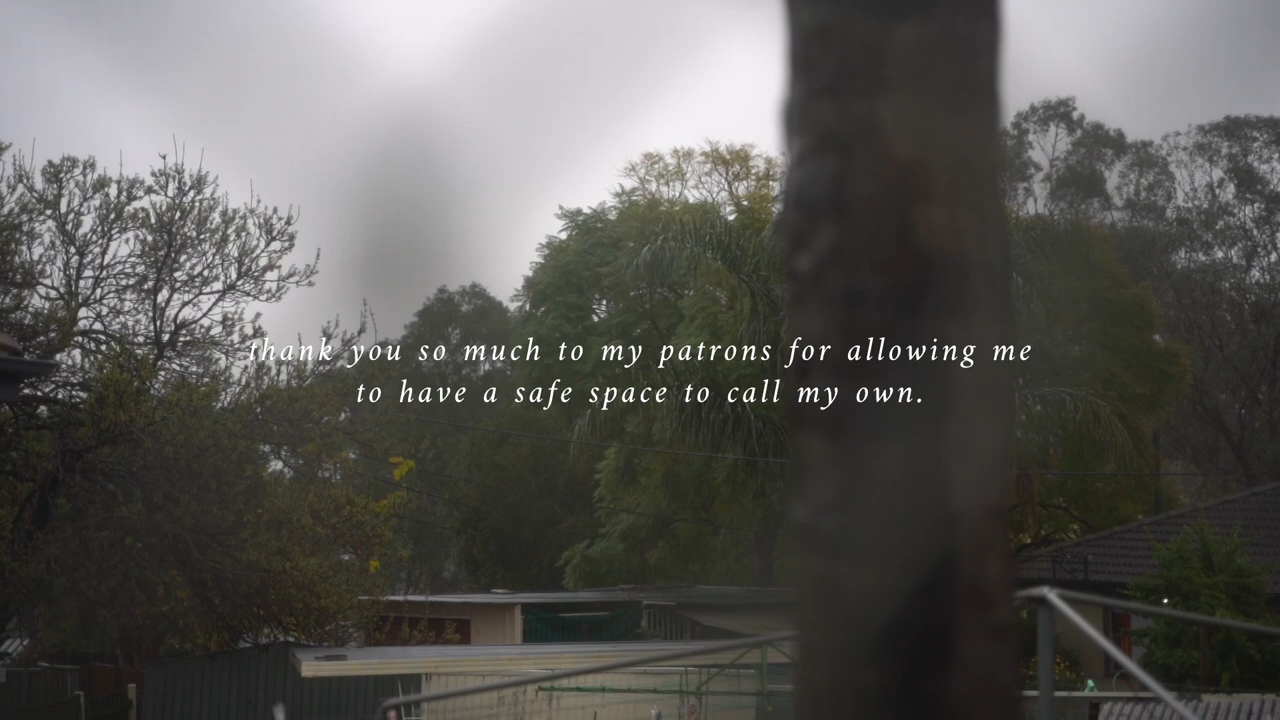 thank you so much to my patrons for allowing me
to have a safe space to call my own.